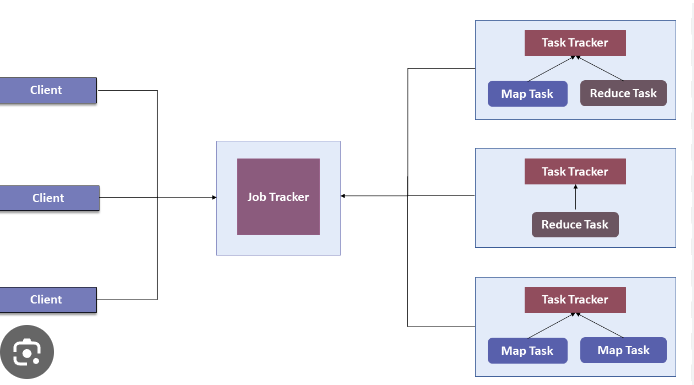 Client
Client
Client
Job Tracker
Task Tracker
Map Task
Reduce Task
Task Tracker
Reduce Task
Task Tracker
Map Task
Map Task